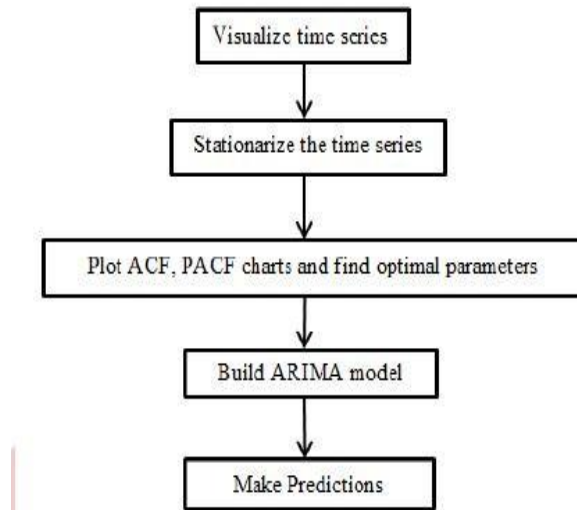 Visualize time series
Stationarize the time series
Plot ACF, PACF charts and find optimal parameters
Build ARIMA model
Make Predictions